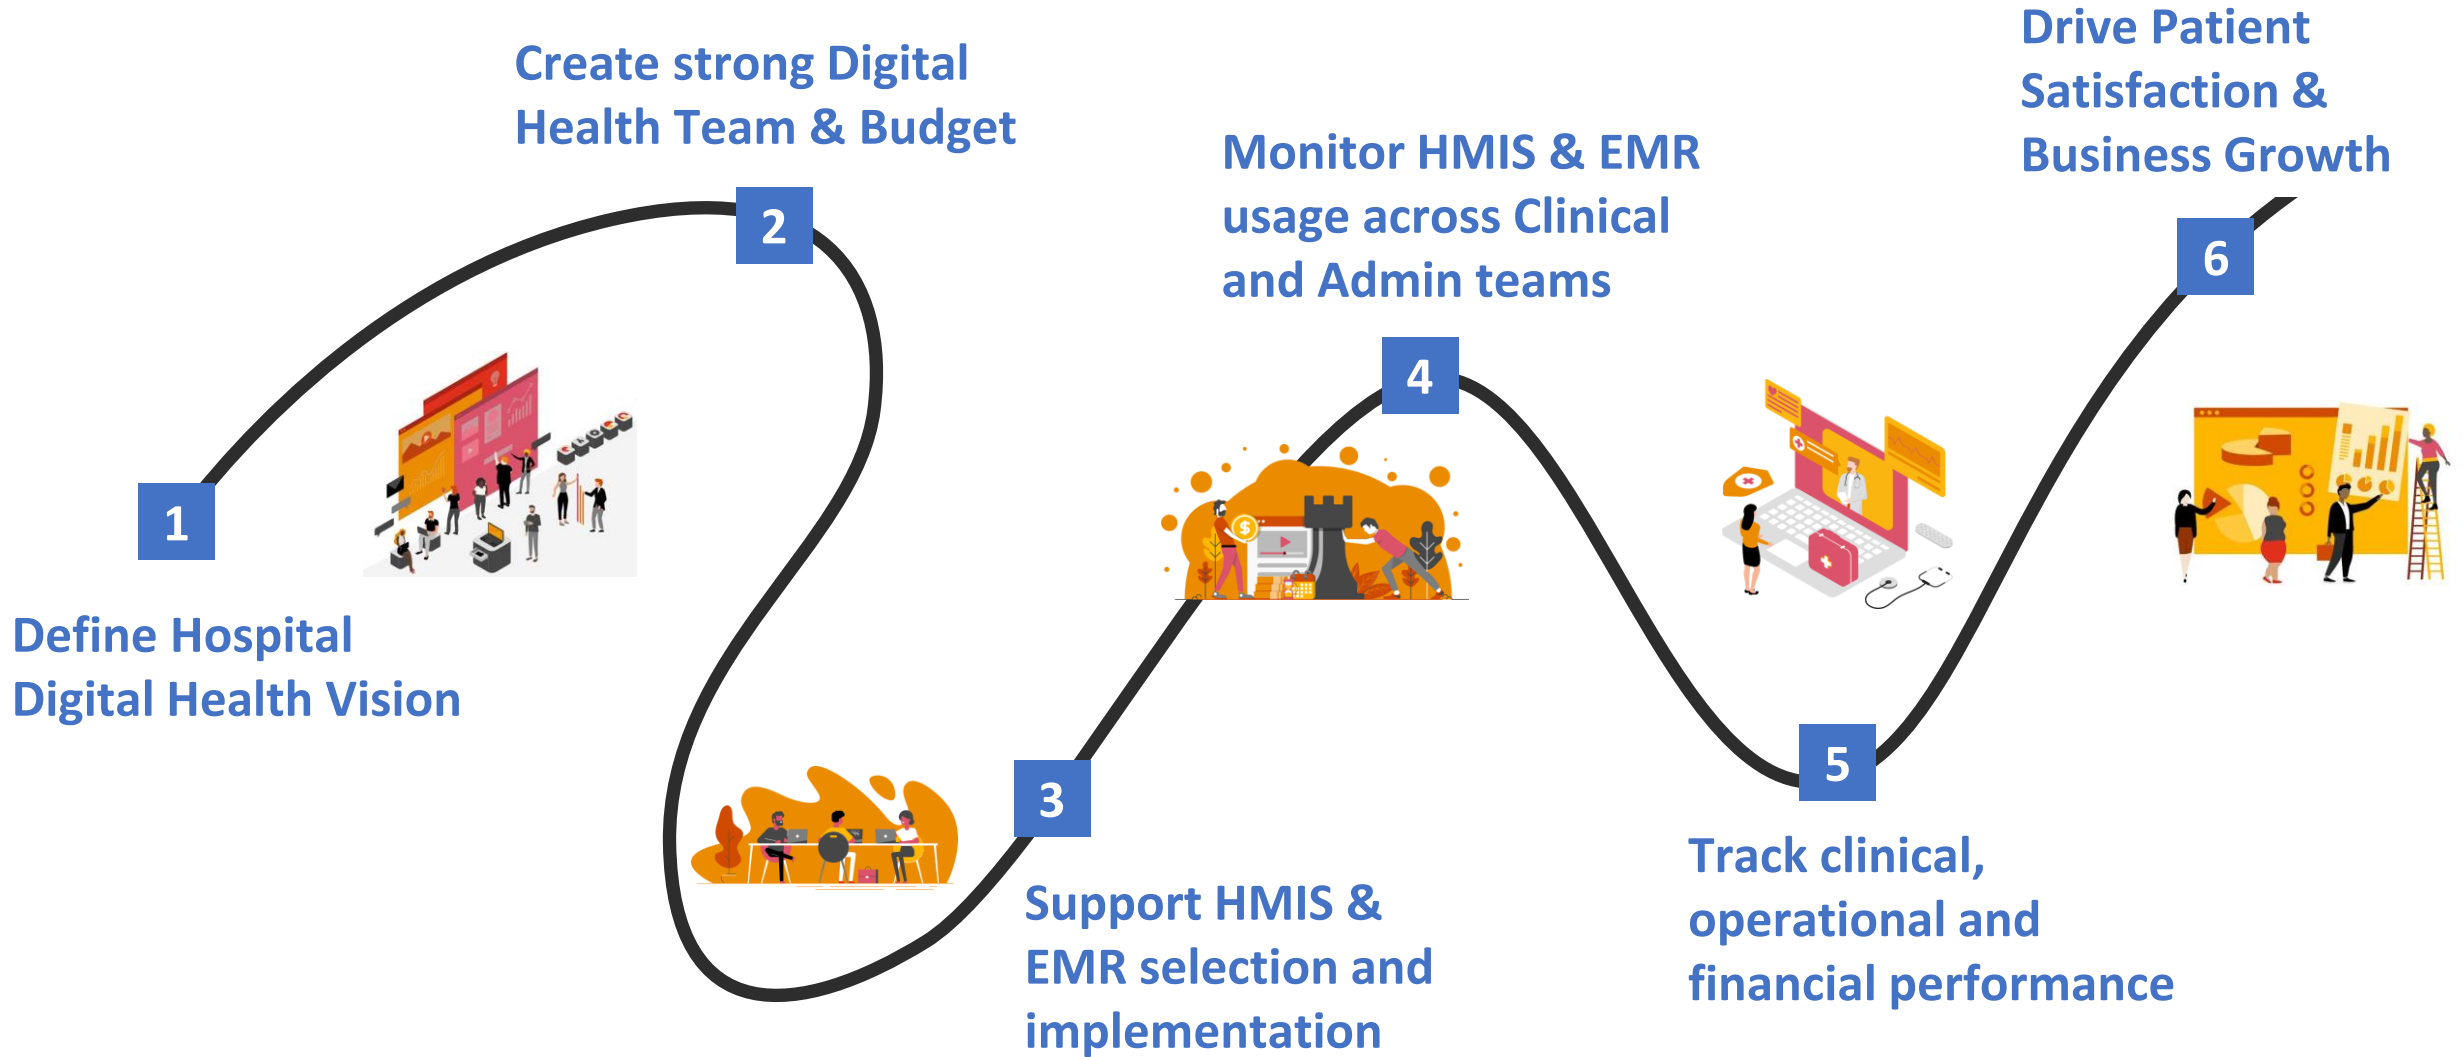 1
Define Hospital
Digital Health Vision
2
Create strong Digital
Health Team & Budget
3
Support HMIS &
EMR selection and
implementation
4
Monitor HMIS & EMR
usage across Clinical
and Admin teams
5
Track clinical,
operational and
financial performance
6
Drive Patient
Satisfaction &
Business Growth